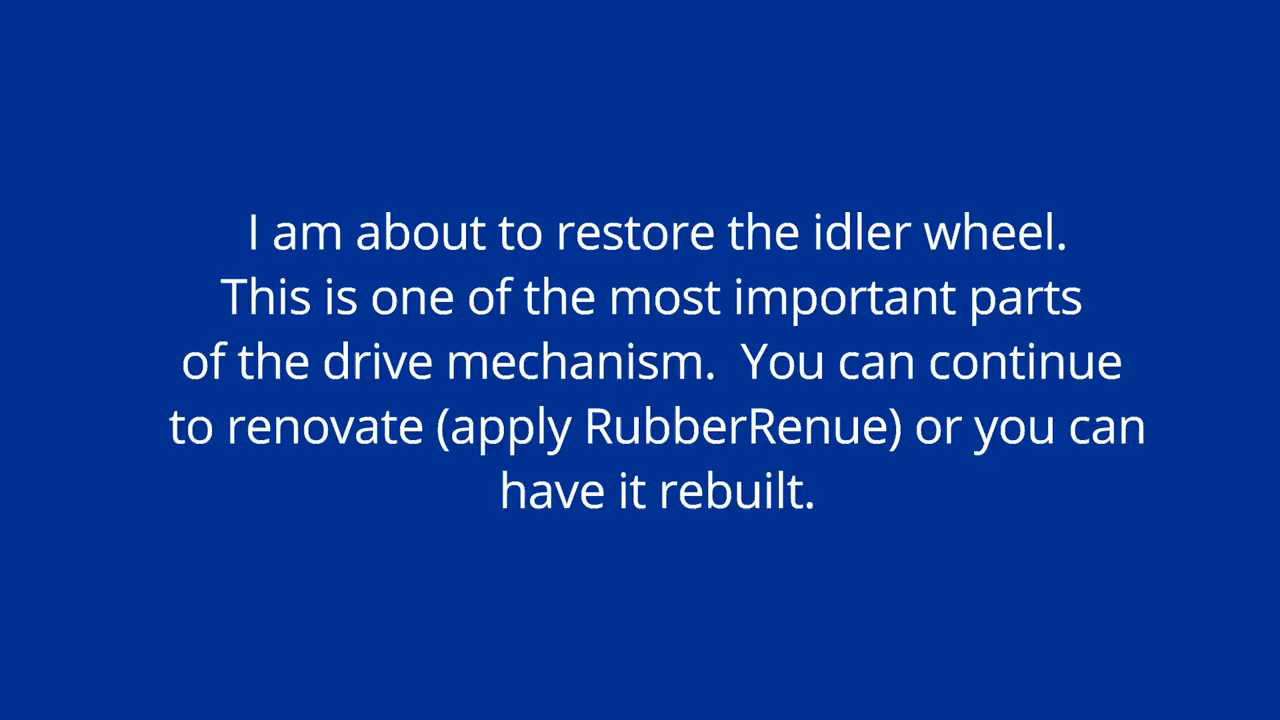 I am about to restore the idler wheel.
This is one of the most important parts
of the drive mechanism.  You can continue
to renovate (apply RubberRenue) or you can
have it rebuilt.